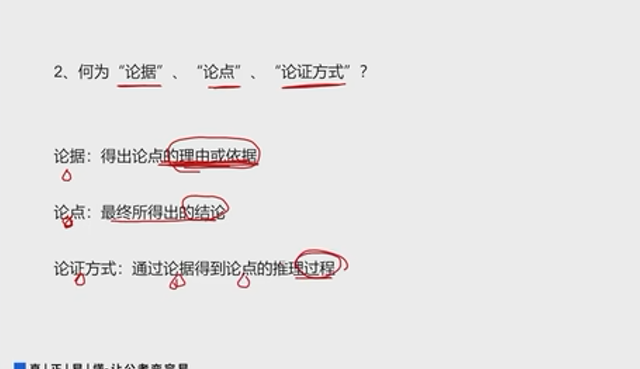 2、何为“论据”、“论点”、“论证方式”？
论据：得出论点的理由或依据
论点：最终所得出的结论
论证方式：通过论据得到论点的推理过程